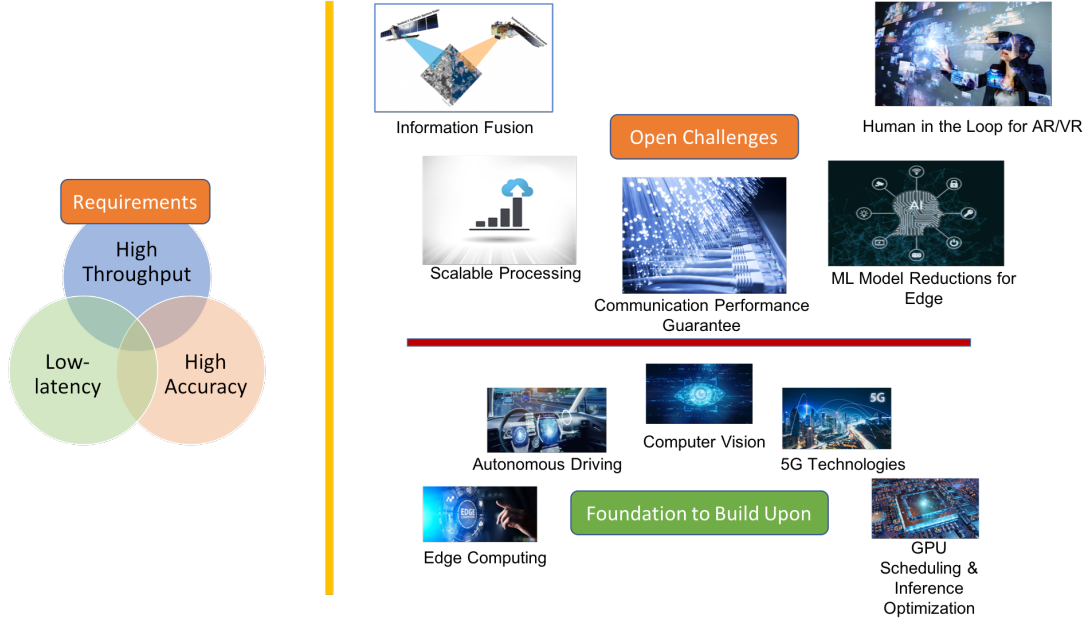 Requirements
High
Throughput
Low-
latency
High
Accuracy
Information Fusion
Open Challenges
Human in the Loop for AR/VR
Scalable Processing
Communication Performance
Guarantee
AI
ML Model Reductions for
Edge
Autonomous Driving
Computer Vision
5G
5G Technologies
EDGE
Edge Computing
Foundation to Build Upon
GPU
Scheduling &
Inference
Optimization